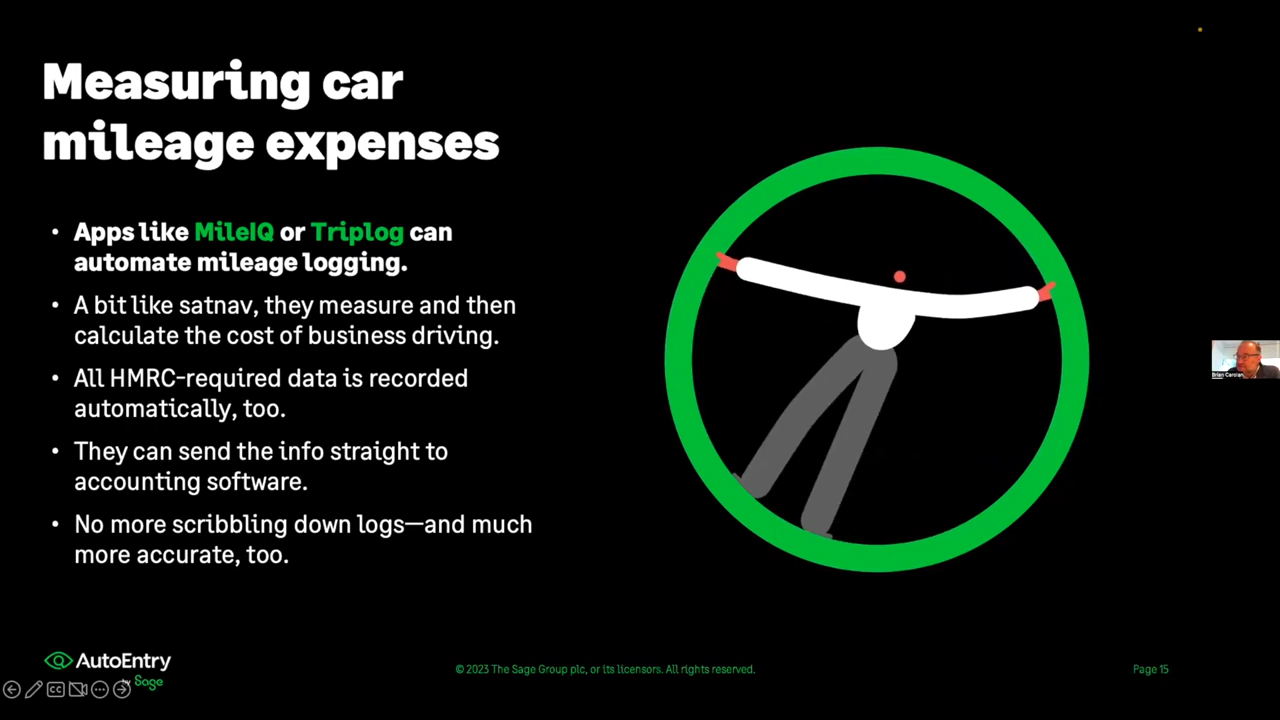 Measuring car
mileage expenses
• Apps like MileIQ or Triplog can
automate mileage logging.
• A bit like satnav, they measure and then
calculate the cost of business driving.
• All HMRC-required data is recorded
automatically, too.
• They can send the info straight to
accounting software.
• No more scribbling down logs—and much
more accurate, too.
Brian Carolan
AutoEntry
by Sage
CC
© 2023 The Sage Group plc, or its licensors. All rights reserved.
Page 15